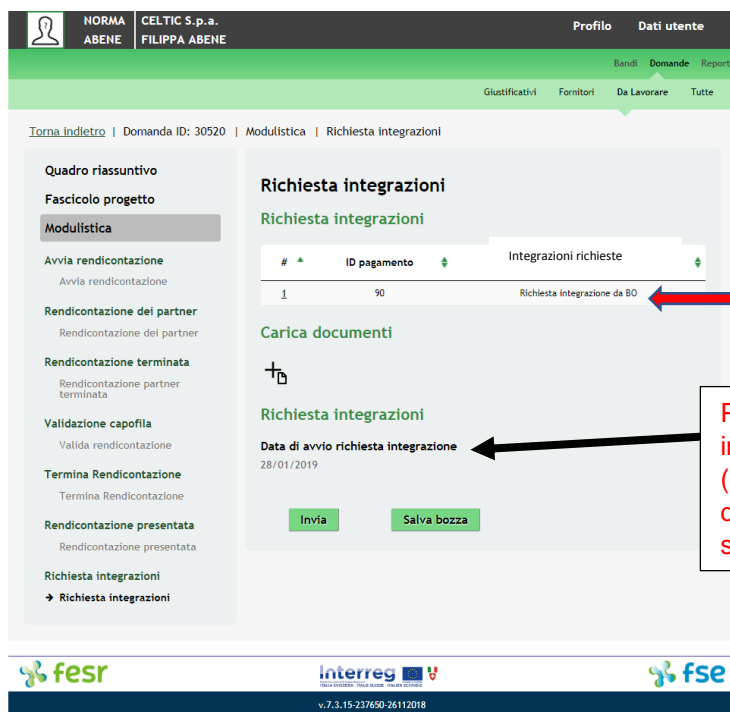 NORMA ABENE
CELTIC S.p.a.
FILIPPA ABENE
Profilo
Dati utente
Bandi
Domande
Report
Giustificativi
Fornitori
Da Lavorare
Tutte
Torna indietro | Domanda ID: 30520 | Modulistica | Richiesta integrazioni
Quadro riassuntivo
Fascicolo progetto
Modulistica
Avvia rendicontazione
Avvia rendicontazione
Rendicontazione dei partner
Rendicontazione dei partner
Rendicontazione terminata
Rendicontazione partner
terminata
Validazione capofila
Valida rendicontazione
Termina Rendicontazione
Termina Rendicontazione
Rendicontazione presentata
Rendicontazione presentata
Richiesta integrazioni
➔ Richiesta integrazioni
Richiesta integrazioni
Richiesta integrazioni
# ID pagamento Integrazioni richieste
1 90 Richiesta integrazione da BO
Carica documenti
Richiesta integrazioni
Data di avvio richiesta integrazione
28/01/2019
Invia
Salva bozza
fesr
Interreg
fse
v.7.3.15-237650-26112018